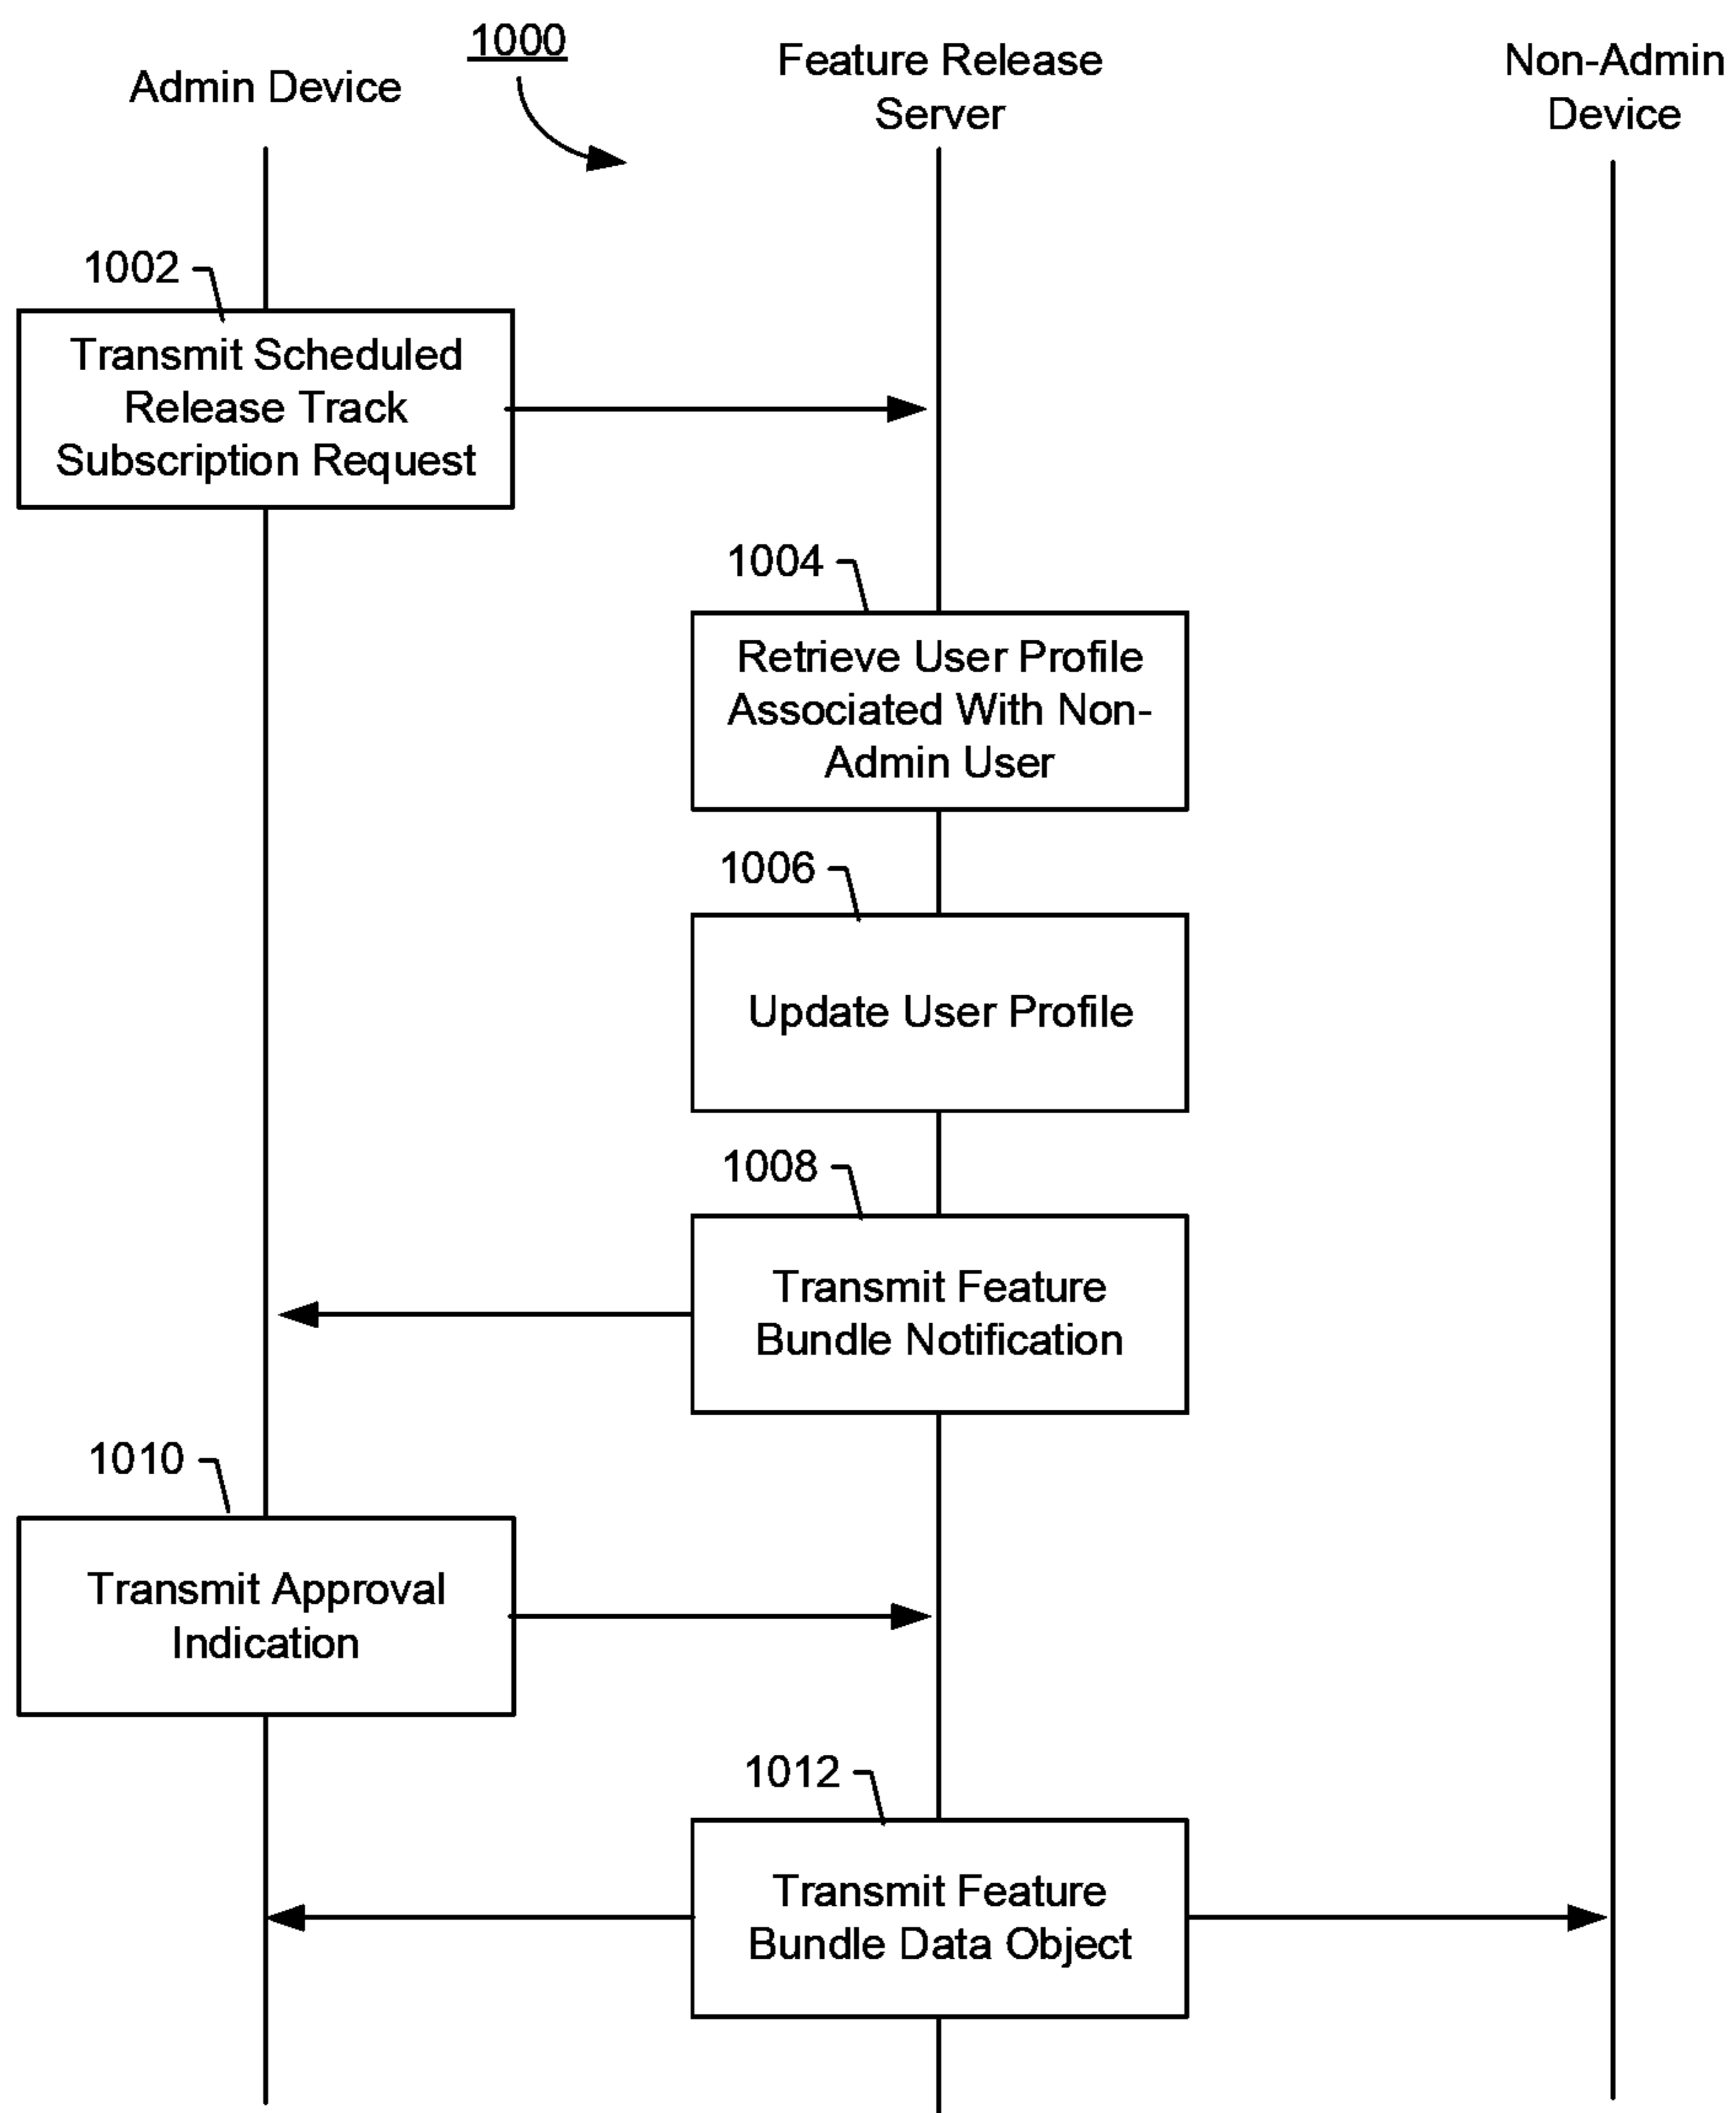 1000
Admin Device
Feature Release
Server
Non-Admin
Device
1002
Transmit Scheduled
Release Track
Subscription Request
1004
Retrieve User Profile
Associated With Non-
Admin User
1006
Update User Profile
1008
Transmit Feature
Bundle Notification
1010
Transmit Approval
Indication
1012
Transmit Feature
Bundle Data Object